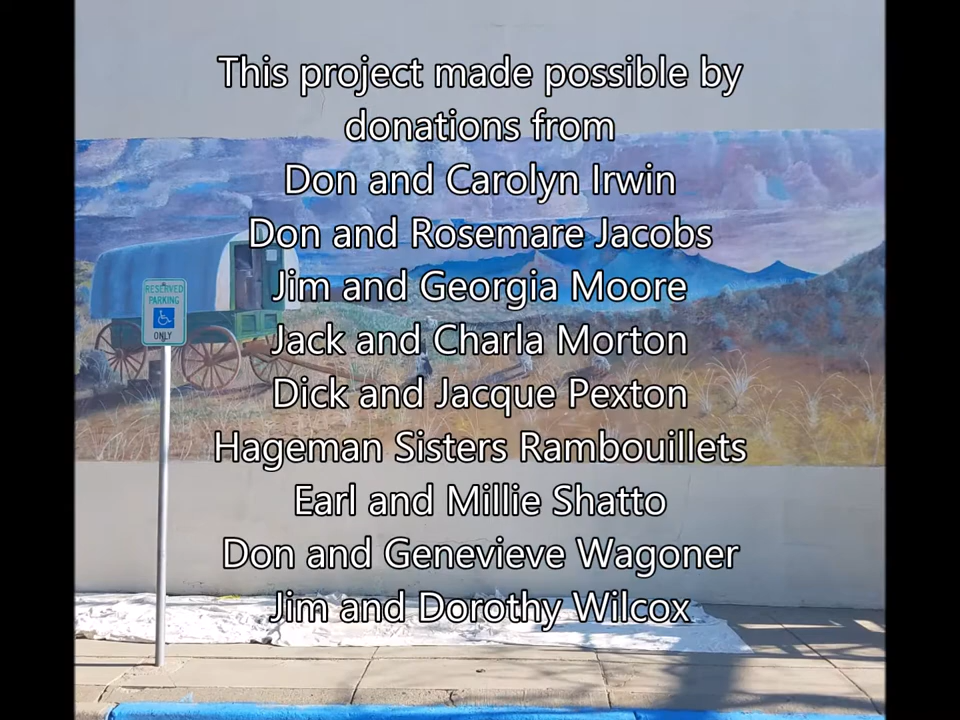 This project made possible by
donations from
Don and Carolyn Irwin
Don and Rosemare Jacobs
Jim and Georgia Moore
RESERVED
PARKING
ONLY
Jack and Charla Morton
Dick and Jacque Pexton
Hageman Sisters Rambouillets
Earl and Millie Shatto
Don and Genevieve Wagoner
Jim and Dorothy Wilcox